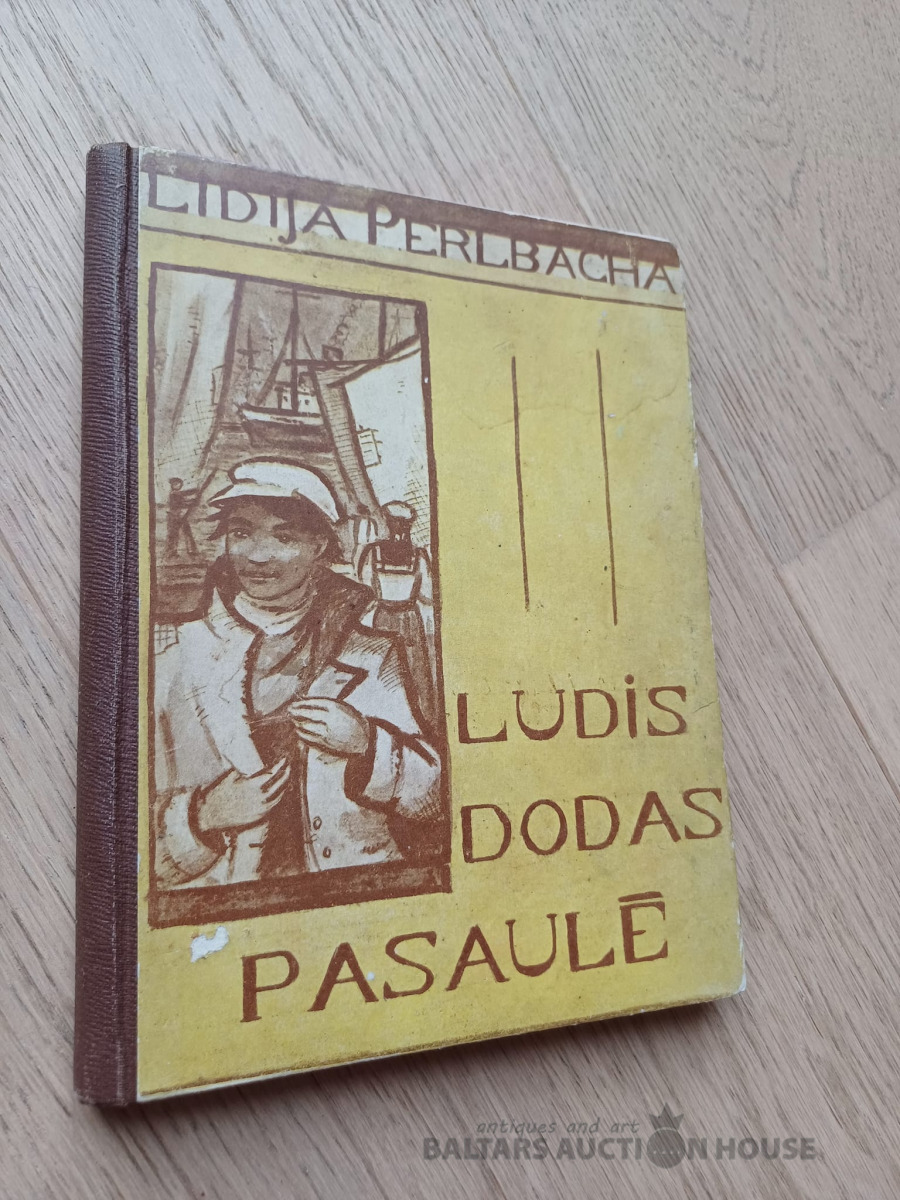 LIDIJA PERLBACHA
LUDiS
DODAS
PASAULĒ
antiques and art
BALTARS AUCTION HOUSE